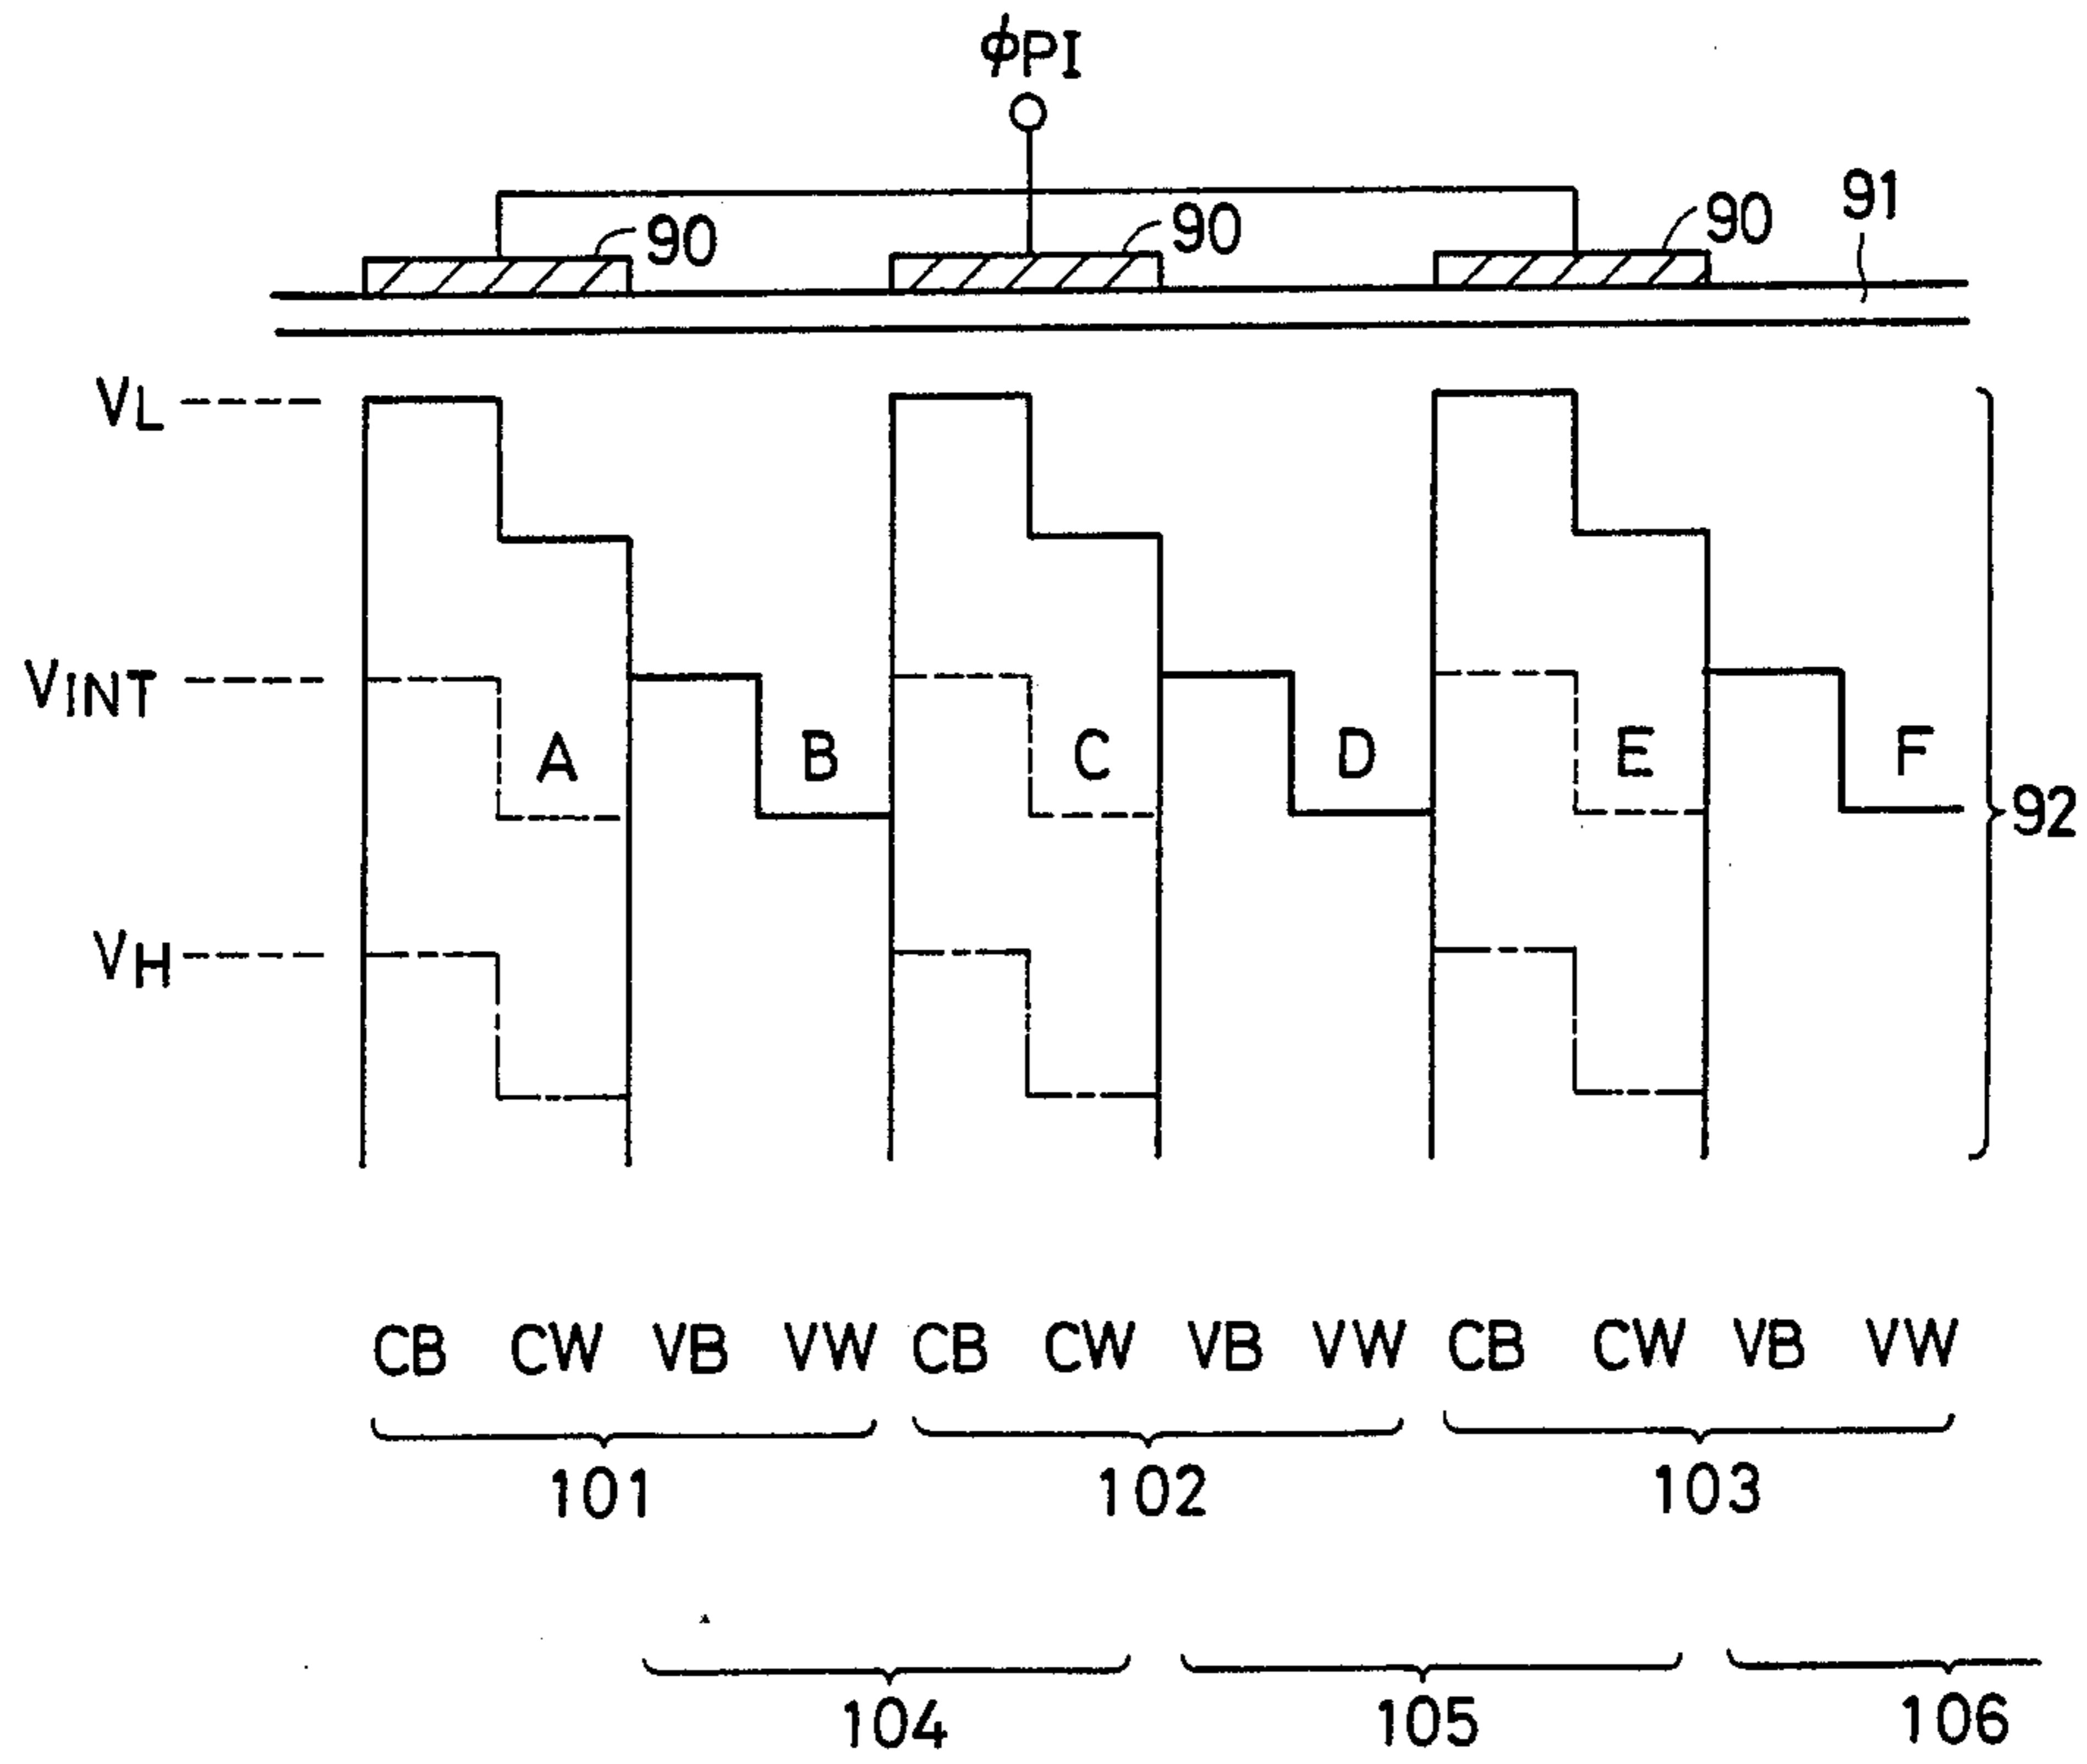 ϕPI
90 90 90 91
VL
VINT
A B C D E F
92
VH
CB CW VB VW CB CW VB VW CB CW VB VW
101 102 103
104 105 106